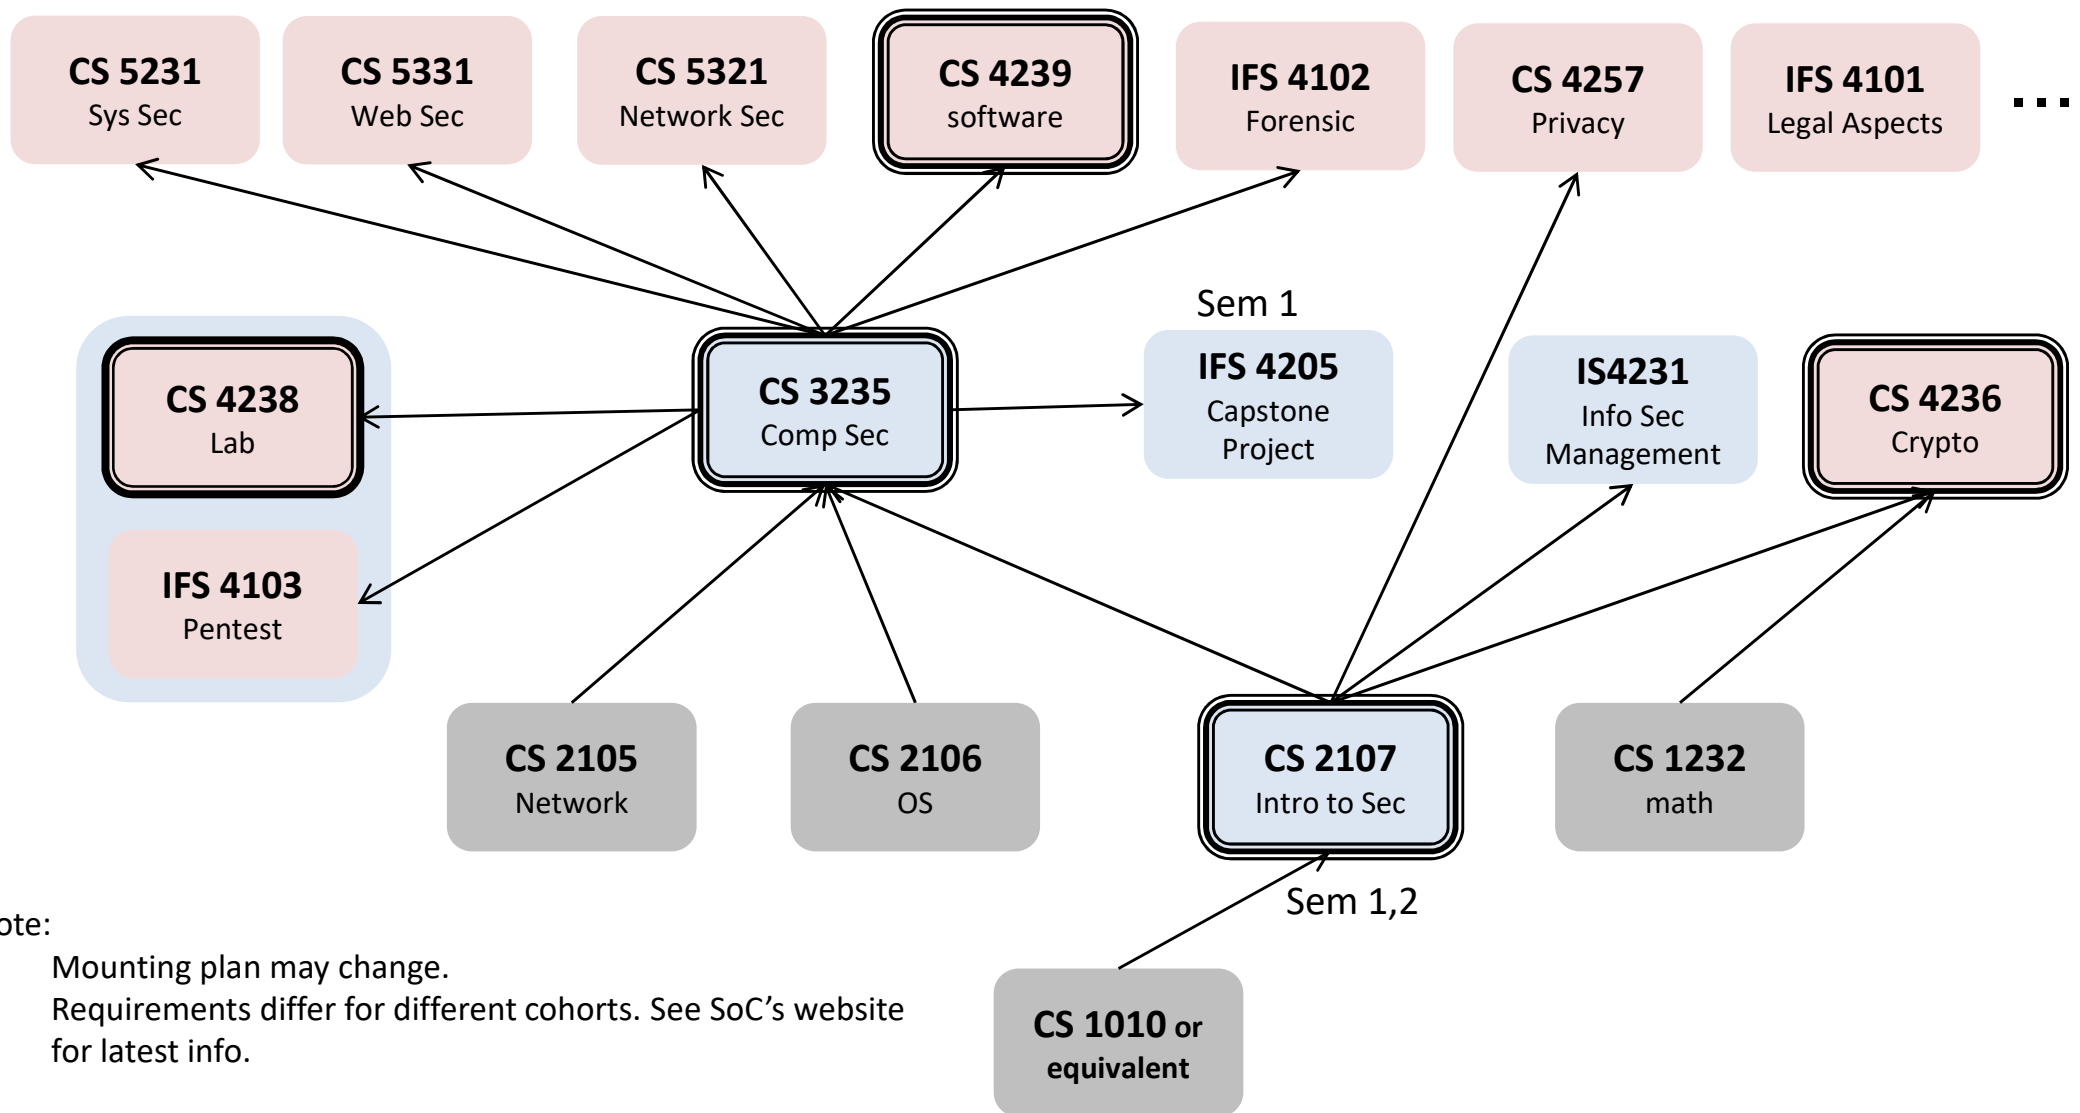 CS 5231
Sys Sec
CS 5331
Web Sec
CS 5321
Network Sec
CS 4239
software
IFS 4102
Forensic
CS 4257
Privacy
IFS 4101
Legal Aspects
...
CS 4238
Lab
IFS 4103
Pentest
CS 3235
Comp Sec
Sem 1
IFS 4205
Capstone
Project
IS4231
Info Sec
Management
CS 4236
Crypto
CS 2105
Network
CS 2106
OS
CS 2107
Intro to Sec
Sem 1,2
CS 1232
math
CS 1010 or
equivalent
ote:
Mounting plan may change.
Requirements differ for different cohorts. See SoC’s website
for latest info.